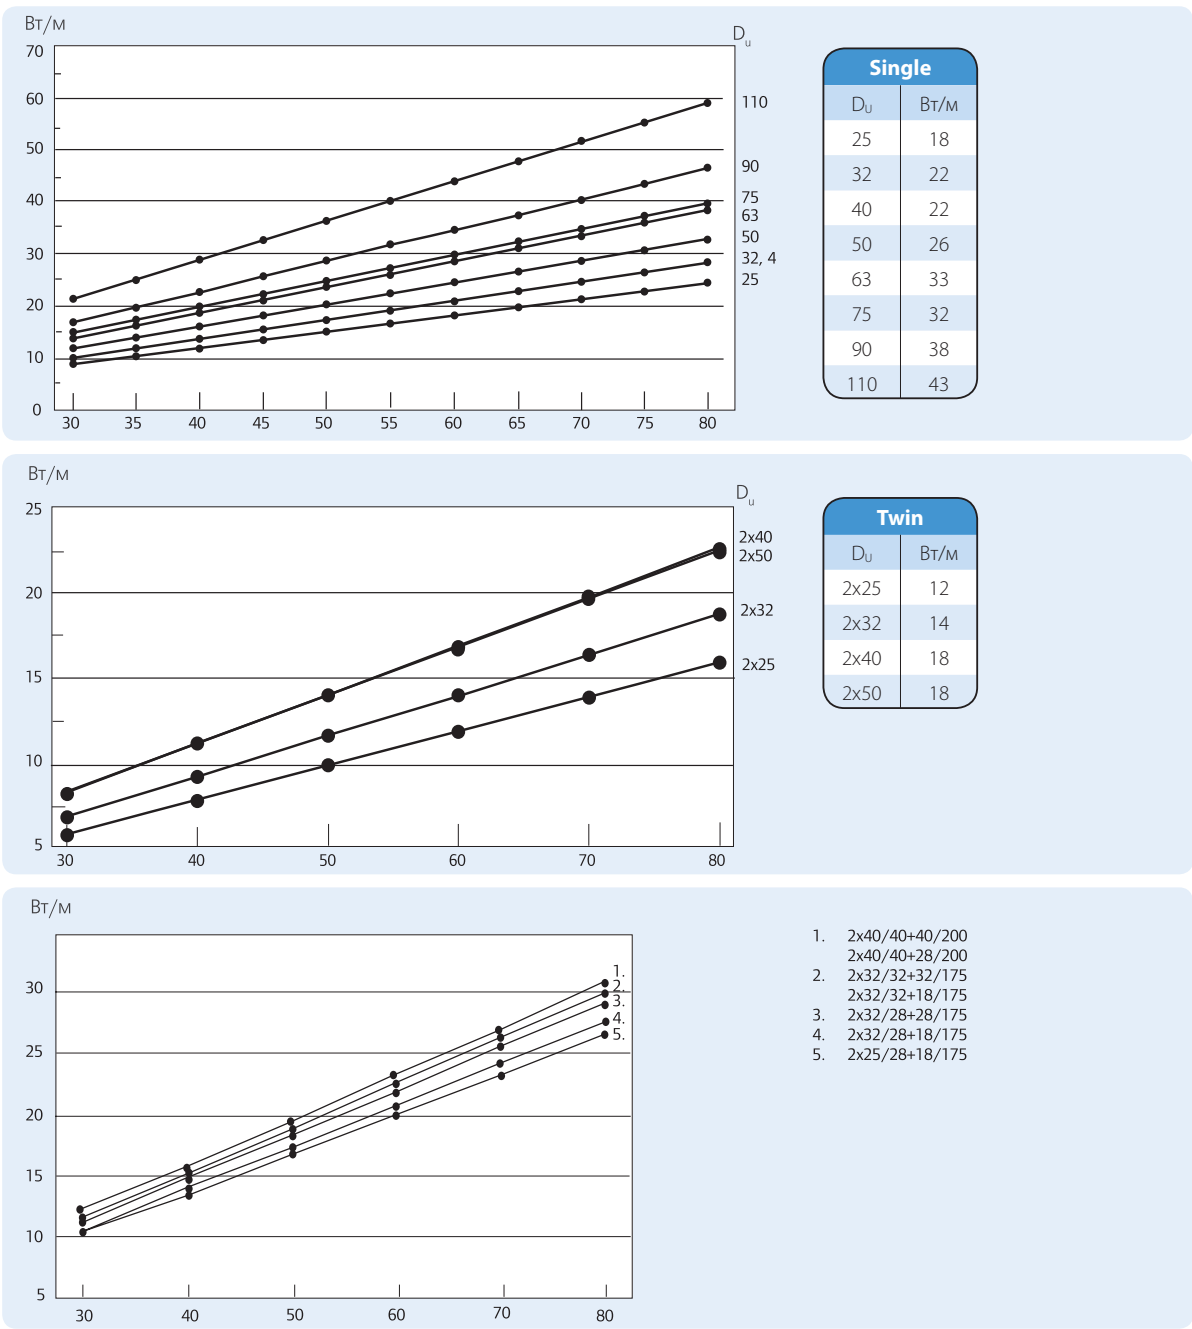 Вт/м
D u
70
60
50
40
30
20
10
0
110
90
75
63
50
32, 4
25
30 35 40 45 50 55 60 65 70 75 80
Single
Du Вт/м
25 18
32 22
40 22
50 26
63 33
75 32
90 38
110 43
Вт/м
D u
25
20
15
10
5
2x40
2x50
2x32
2x25
30 40 50 60 70 80
Twin
Du Вт/м
2x25 12
2x32 14
2x40 18
2x50 18
Вт/м
30
25
20
15
10
5
1.
2.
3.
4.
5.
30 40 50 60 70 80
1. 2x40/40+40/200
2x40/40+28/200
2. 2x32/32+32/175
2x32/32+18/175
3. 2x32/28+28/175
4. 2x32/28+18/175
5. 2x25/28+18/175